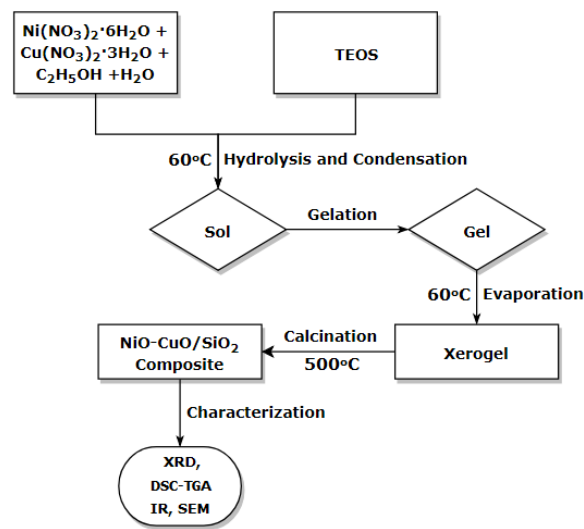 Ni(NO₃)₂·6H₂O +
Cu(NO₃)₂·3H₂O +
C₂H₅OH +H₂O
TEOS
60°C Hydrolysis and Condensation
Sol
Gelation
Gel
60°C Evaporation
NiO-CuO/SiO₂
Composite
Calcination
500°C
Xerogel
Characterization
XRD,
DSC-TGA
IR, SEM